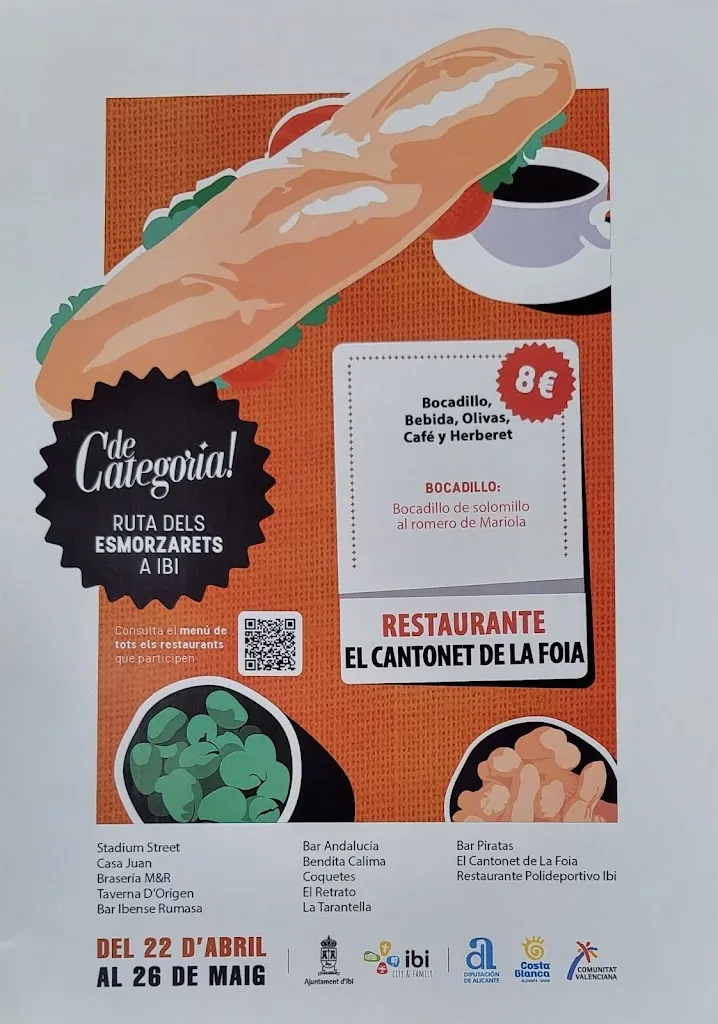 8€
Bocadillo,
Bebida, Olivas,
Café y Herberet
BOCADILLO:
Bocadillo de solomillo
al romero de Mariola
RESTAURANTE
EL CANTONET DE LA FOIA
de
Categoria!
RUTA DELS
ESMORZARETS
A IBI
Consulta el menú de
tots els restaurants
que participen
Stadium Street
Casa Juan
Brasería M&R
Taverna D'Origen
Bar Ibense Rumasa
Bar Andalucía
Bendita Calima
Coquetes
El Retrato
La Tarantella
Bar Piratas
El Cantonet de La Foia
Restaurante Polideportivo Ibi
DEL 22 D'ABRIL
AL 26 DE MAIG
Ajuntament d'Ibi
ibi
CITY & FAMILY
DIPUTACIÓN
DE ALICANTE
Costa
Blanca
ALICANTE · SPAIN
COMUNITAT
VALENCIANA